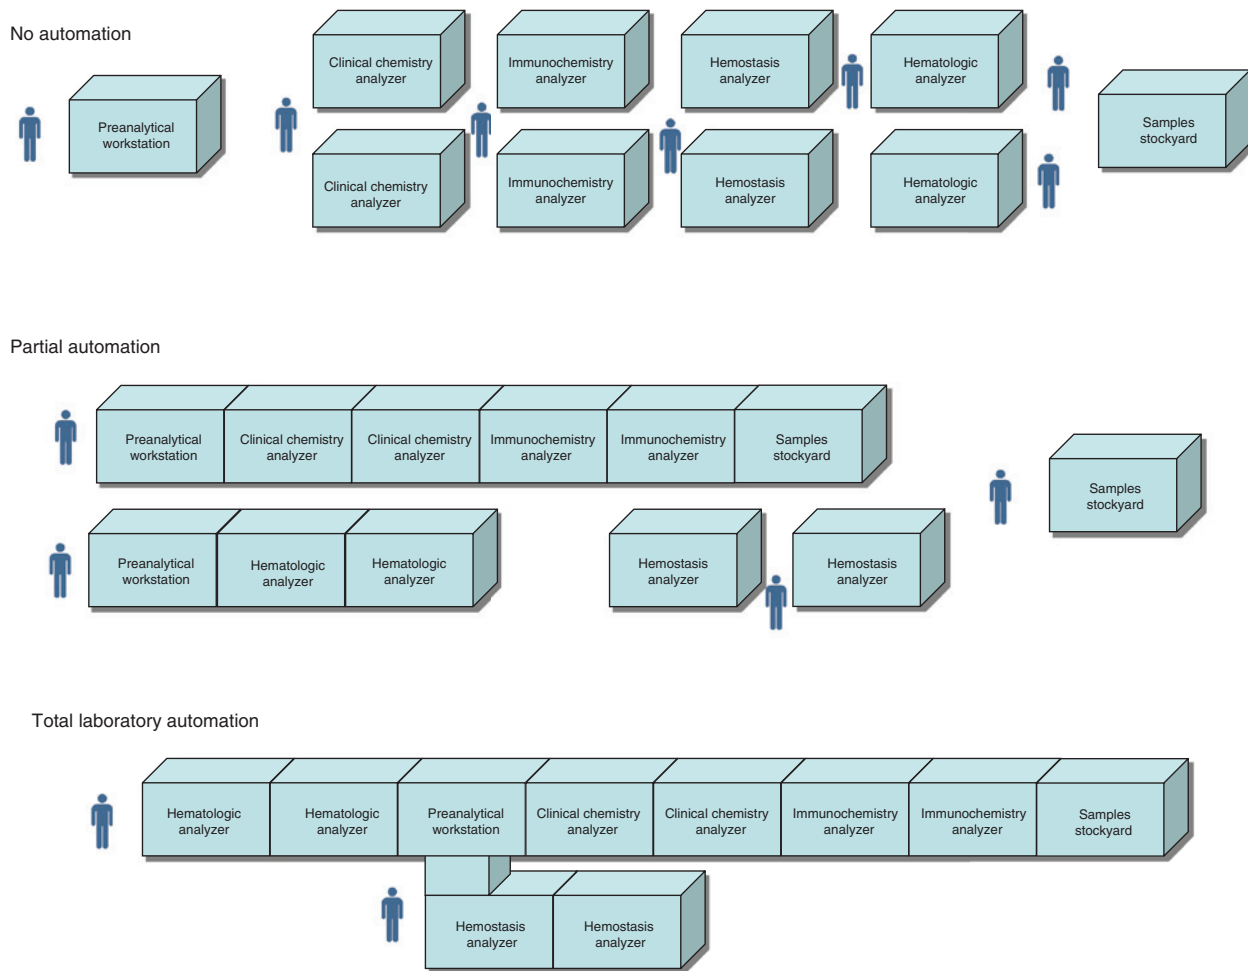 No automation
Clinical chemistry
analyzer
Immunochemistry
analyzer
Hemostasis
analyzer
Hematologic
analyzer
Preanalytical
workstation
Samples
stockyard
Clinical chemistry
analyzer
Immunochemistry
analyzer
Hemostasis
analyzer
Hematologic
analyzer
Partial automation
Preanalytical
workstation
Clinical chemistry
analyzer
Clinical chemistry
analyzer
Immunochemistry
analyzer
Immunochemistry
analyzer
Samples
stockyard
Samples
stockyard
Preanalytical
workstation
Hematologic
analyzer
Hematologic
analyzer
Hemostasis
analyzer
Hemostasis
analyzer
Total laboratory automation
Hematologic
analyzer
Hematologic
analyzer
Preanalytical
workstation
Clinical chemistry
analyzer
Clinical chemistry
analyzer
Immunochemistry
analyzer
Immunochemistry
analyzer
Samples
stockyard
Hemostasis
analyzer
Hemostasis
analyzer